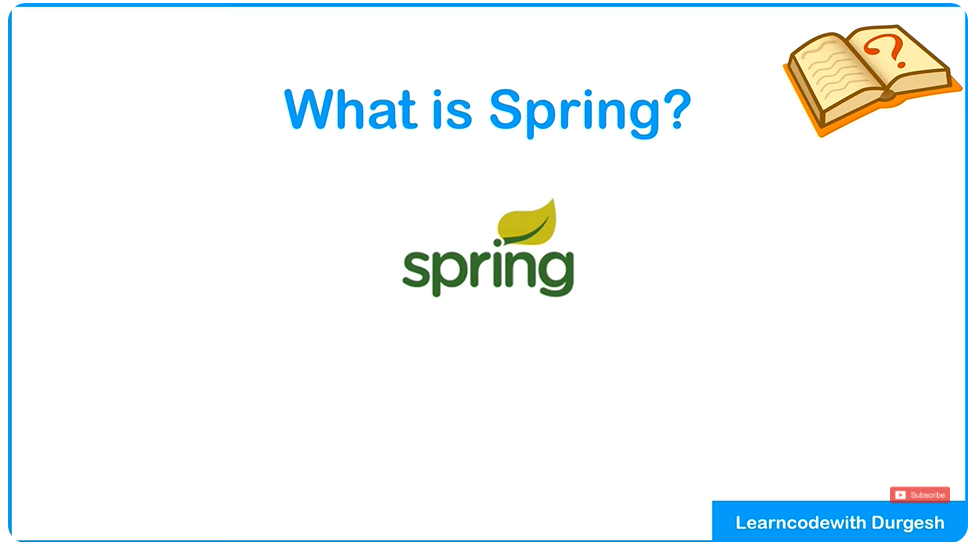 What is Spring?
?
spring
Subscribe
Learncodewith Durgesh